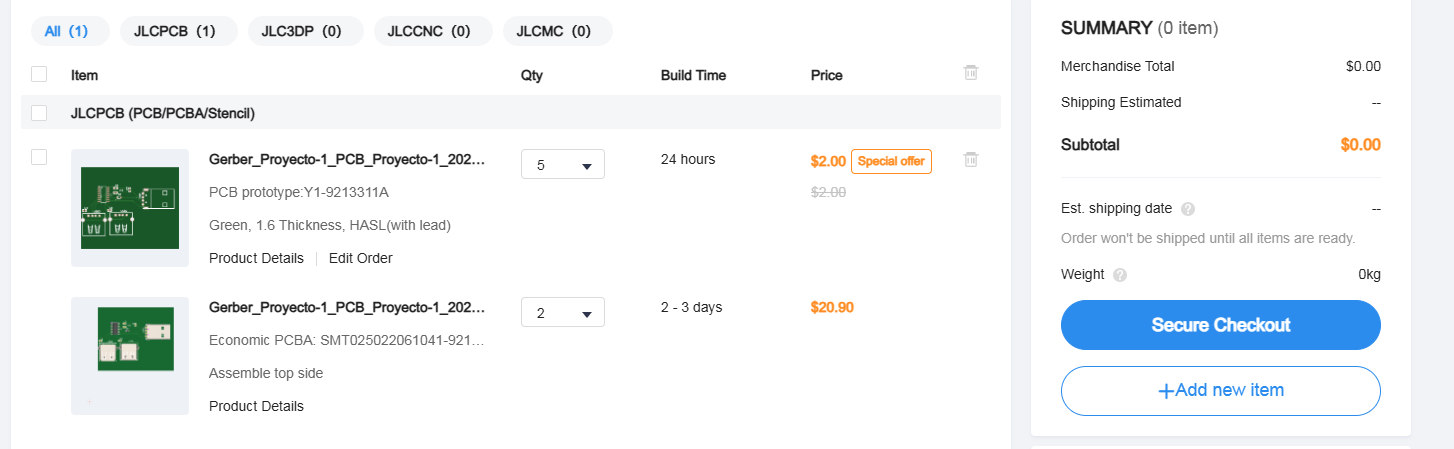 All (1) JLCPCB (1) JLC3DP (0) JLCCNC (0) JLCMC (0)
Item Qty Build Time Price
JLCPCB (PCB/PCBA/Stencil)
Gerber_Proyecto-1_PCB_Proyecto-1_202... 5 24 hours $2.00 Special offer
PCB prototype:Y1-9213311A $2.00
Green, 1.6 Thickness, HASL(with lead)
Product Details Edit Order
Gerber_Proyecto-1_PCB_Proyecto-1_202... 2 2 - 3 days $20.90
Economic PCBA: SMT025022061041-921...
Assemble top side
Product Details
SUMMARY (0 item)
Merchandise Total $0.00
Shipping Estimated --
Subtotal $0.00
Est. shipping date ? --
Order won't be shipped until all items are ready.
Weight ? 0kg
Secure Checkout
+Add new item